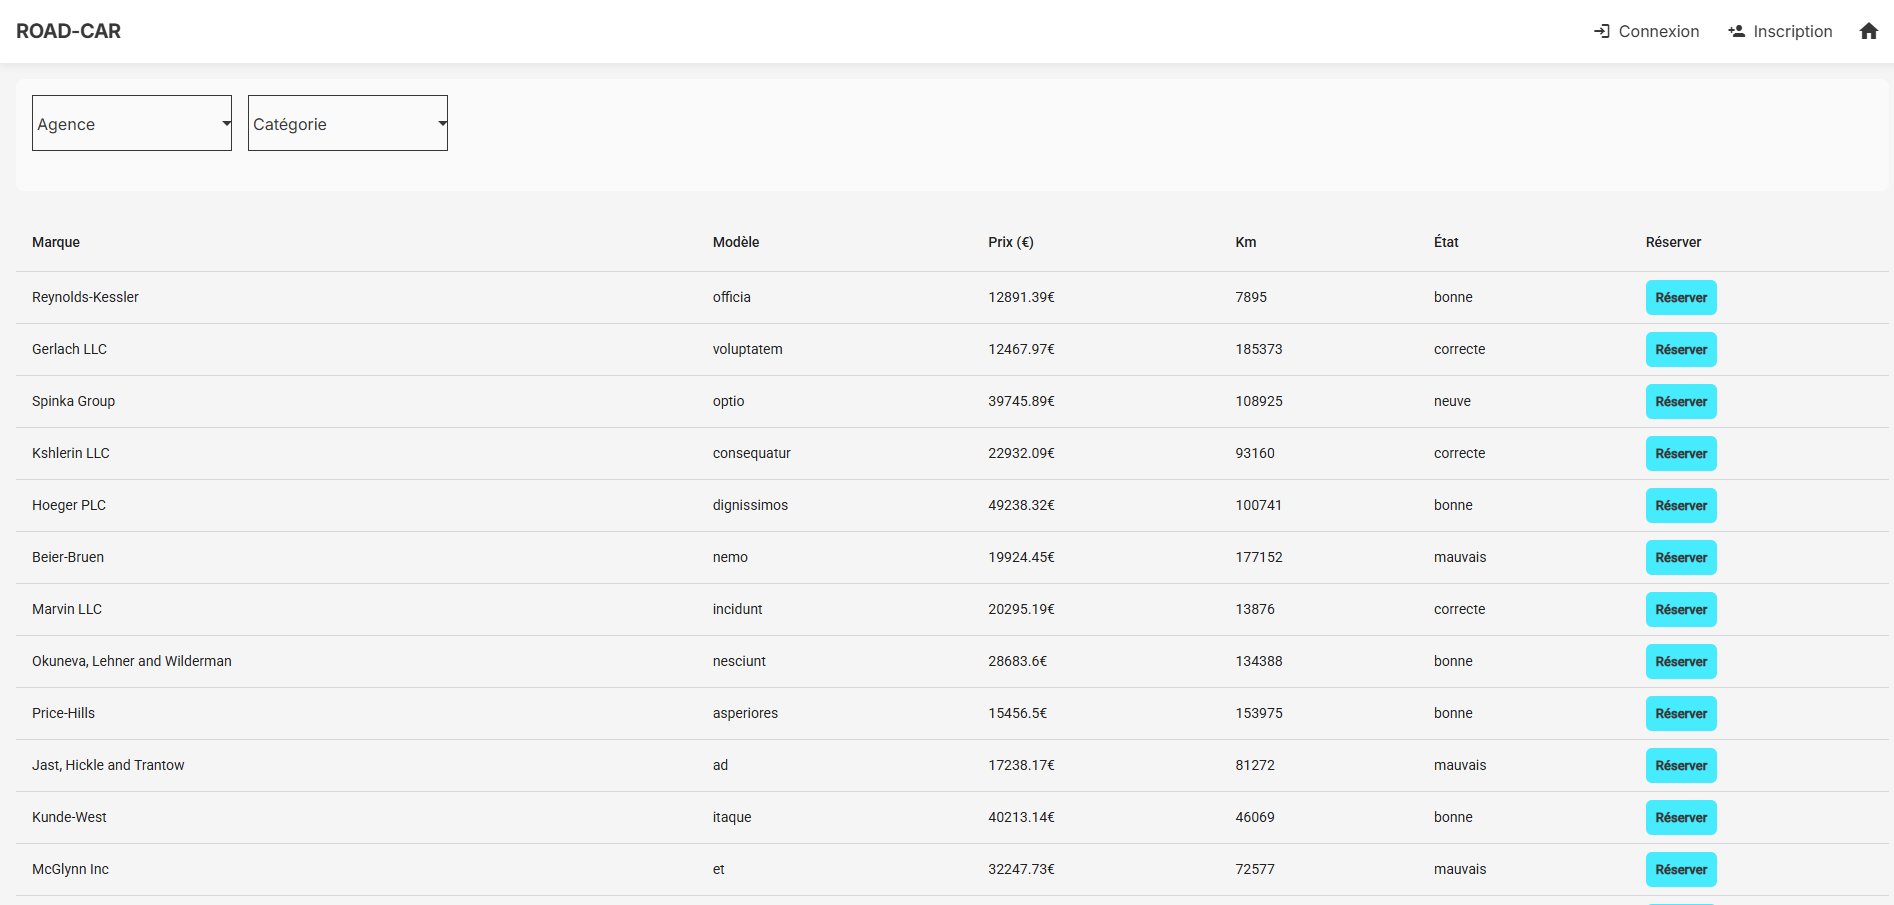 ROAD-CAR Connexion Inscription
Agence Catégorie
Marque Modèle Prix (€) Km État Réserver
Reynolds-Kessler officia 12891.39€ 7895 bonne Réserver
Gerlach LLC voluptatem 12467.97€ 185373 correcte Réserver
Spinka Group optio 39745.89€ 108925 neuve Réserver
Kshlerin LLC consequatur 22932.09€ 93160 correcte Réserver
Hoeger PLC dignissimos 49238.32€ 100741 bonne Réserver
Beier-Bruen nemo 19924.45€ 177152 mauvais Réserver
Marvin LLC incidunt 20295.19€ 13876 correcte Réserver
Okuneva, Lehner and Wilderman nesciunt 28683.6€ 134388 bonne Réserver
Price-Hills asperiores 15456.5€ 153975 bonne Réserver
Jast, Hickle and Trantow ad 17238.17€ 81272 mauvais Réserver
Kunde-West itaque 40213.14€ 46069 bonne Réserver
McGlynn Inc et 32247.73€ 72577 mauvais Réserver